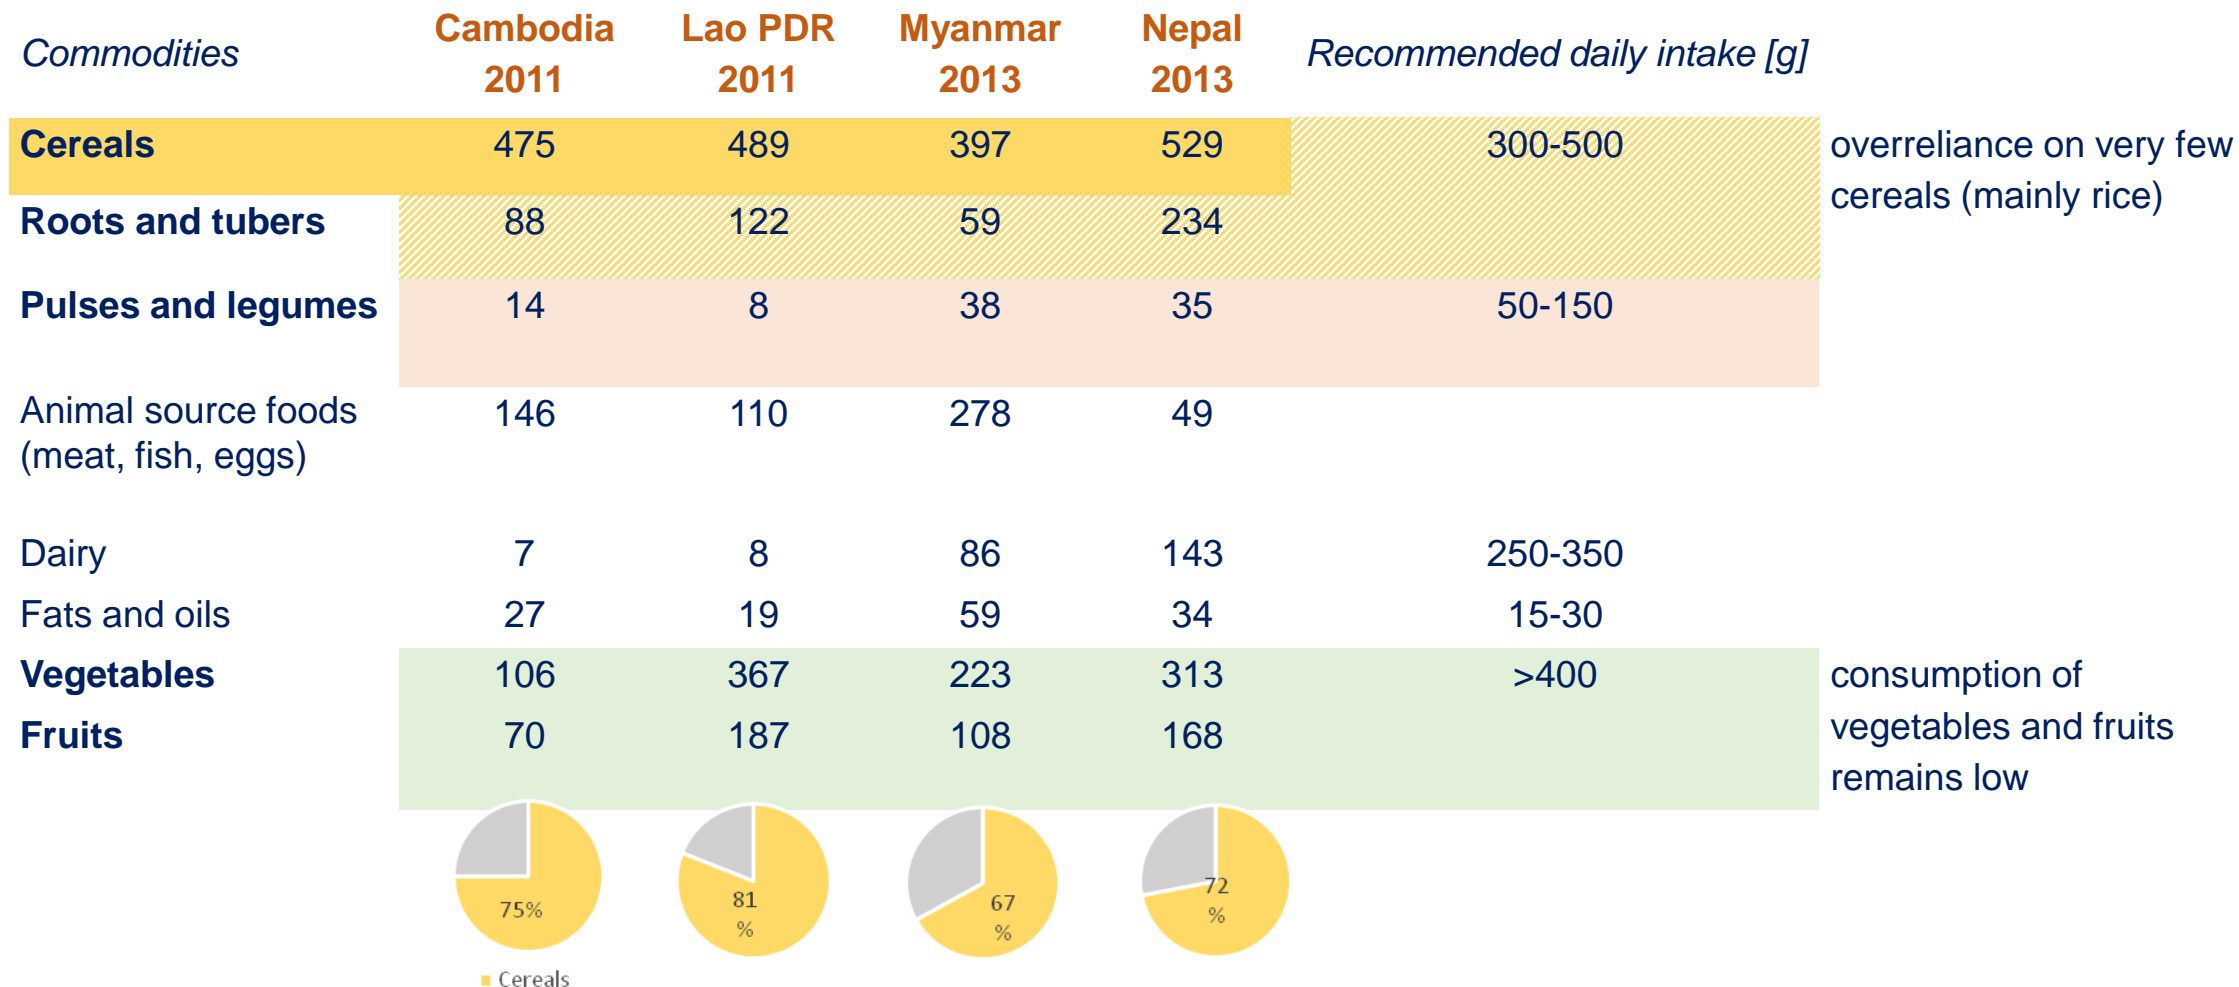 Commodities Cambodia 2011 Lao PDR 2011 Myanmar 2013 Nepal 2013 Recommended daily intake [g]
Cereals 475 489 397 529 300-500 overreliance on very few
cereals (mainly rice)
Roots and tubers 88 122 59 234
Pulses and legumes 14 8 38 35 50-150
Animal source foods 146 110 278 49
(meat, fish, eggs)
Dairy 7 8 86 143 250-350
Fats and oils 27 19 59 34 15-30
Vegetables 106 367 223 313 >400 consumption of
Fruits 70 187 108 168 vegetables and fruits
remains low
75% 81 % 67 % 72 %
Cereals